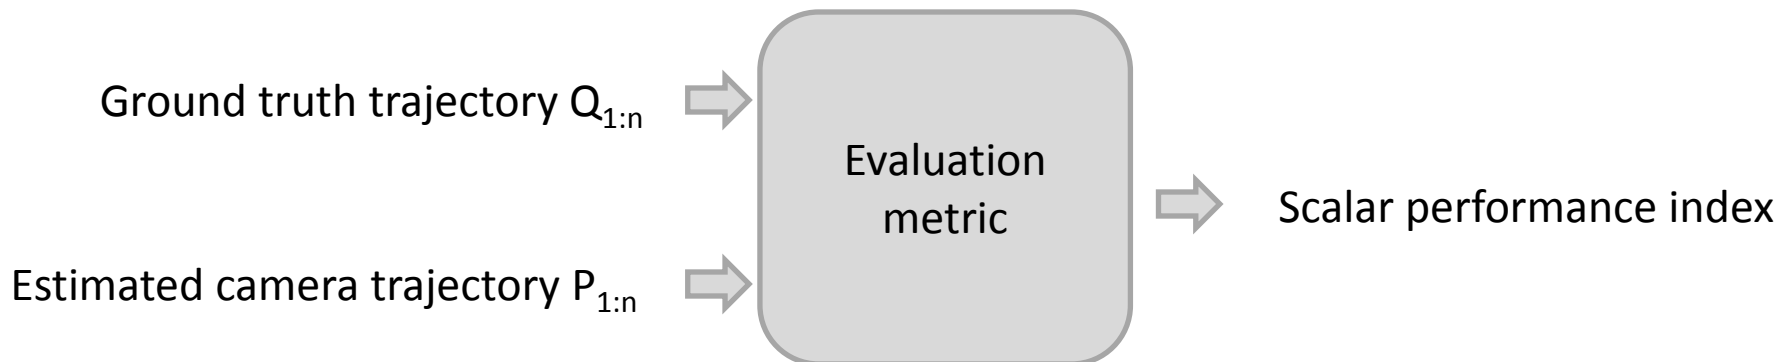 Ground truth trajectory Q₁:ₙ
Estimated camera trajectory P₁:ₙ
Evaluation
metric
Scalar performance index